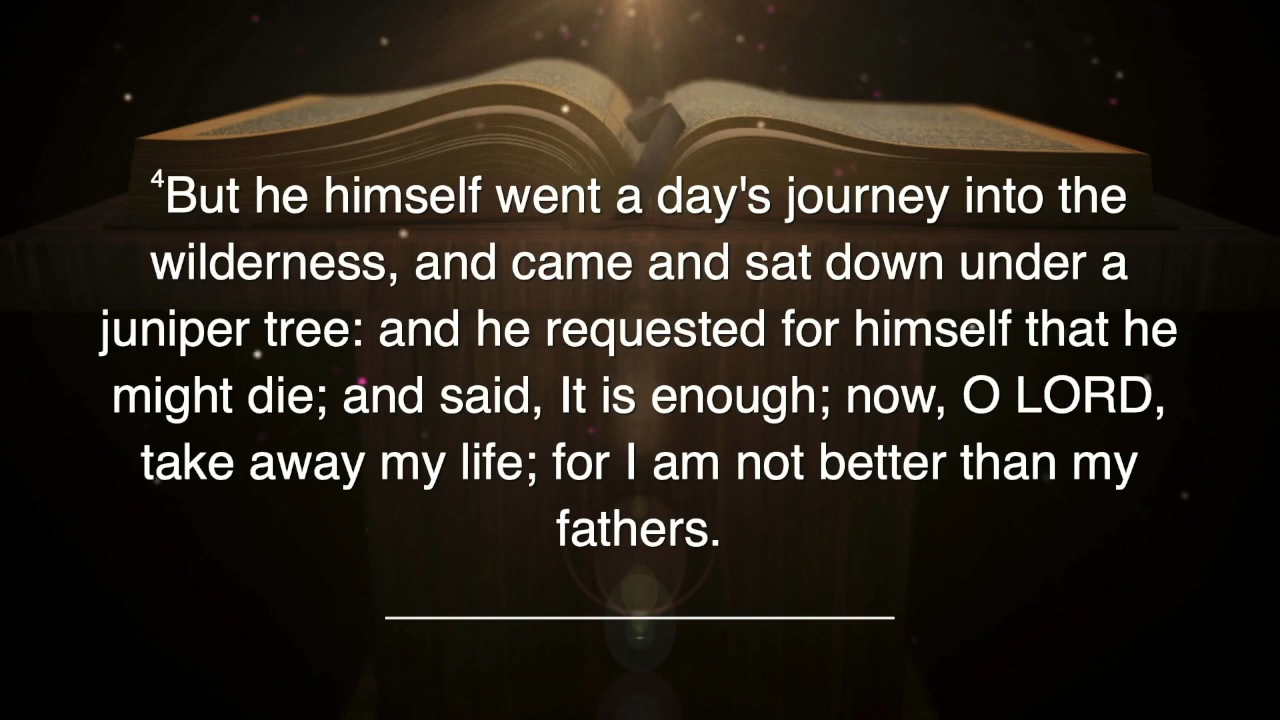 4But he himself went a day's journey into the
wilderness, and came and sat down under a
juniper tree: and he requested for himself that he
might die; and said, It is enough; now, O LORD,
take away my life; for I am not better than my
fathers.